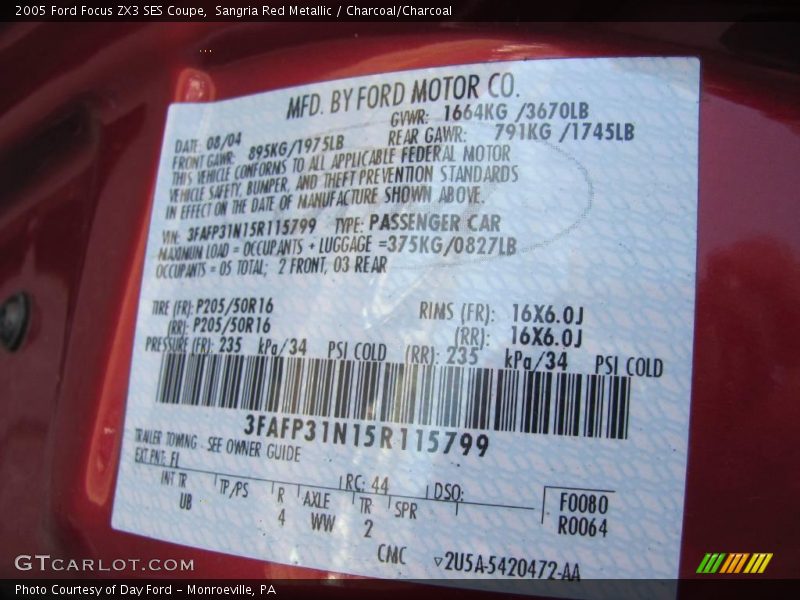 2005 Ford Focus ZX3 SES Coupe, Sangria Red Metallic / Charcoal/Charcoal
MFD. BY FORD MOTOR CO.
DATE: 08/04 GVWR: 1664KG /3670LB
FRONT GAWR: 895KG/1975LB REAR GAWR: 791KG /1745LB
THIS VEHICLE CONFORMS TO ALL APPLICABLE FEDERAL MOTOR
VEHICLE SAFETY, BUMPER, AND THEFT PREVENTION STANDARDS
IN EFFECT ON THE DATE OF MANUFACTURE SHOWN ABOVE.
VIN: 3FAFP31N15R115799 TYPE: PASSENGER CAR
MAXIMUM LOAD = OCCUPANTS + LUGGAGE =375KG/0827LB
OCCUPANTS = 05 TOTAL; 2 FRONT, 03 REAR
TIRE (FR): P205/50R16 RIMS (FR): 16X6.0J
(RR): P205/50R16 (RR): 16X6.0J
PRESSURE (FR): 235 kPa/34 PSI COLD (RR): 235 kPa/34 PSI COLD
3FAFP31N15R115799
TRAILER TOWING - SEE OWNER GUIDE
EXT PNT: FL RC: 44 DSO:
INT TR TP/PS R AXLE TR SPR F0080
UB 4 WW 2 R0064
CMC ▽2U5A-5420472-AA
GTCARLOT.COM
Photo Courtesy of Day Ford - Monroeville, PA